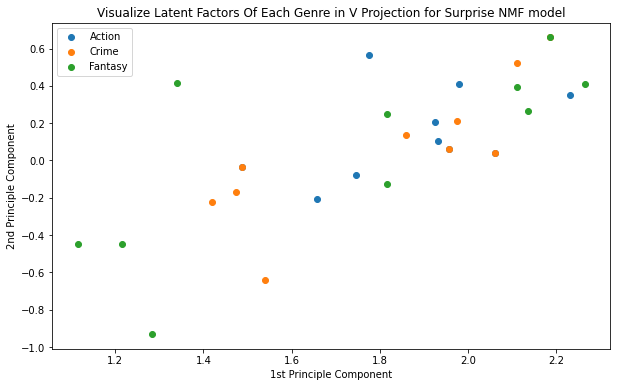 Visualize Latent Factors Of Each Genre in V Projection for Surprise NMF model
Action
Crime
Fantasy
2nd Principle Component
0.6
0.4
0.2
0.0
−0.2
−0.4
−0.6
−0.8
−1.0
1.2
1.4
1.6
1.8
2.0
2.2
1st Principle Component